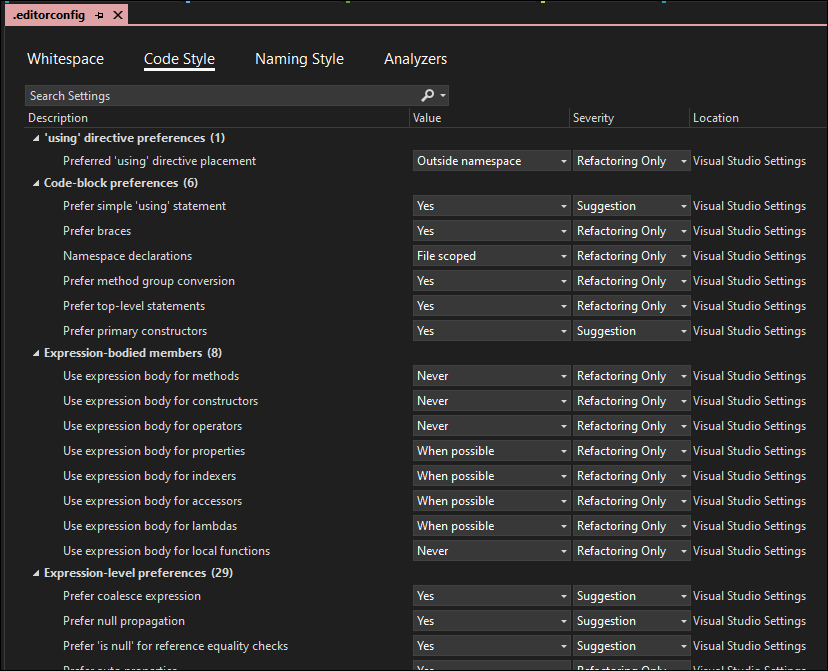 .editorconfig
Whitespace Code Style Naming Style Analyzers
Search Settings
Description Value Severity Location
'using' directive preferences (1)
Preferred 'using' directive placement Outside namespace Refactoring Only Visual Studio Settings
Code-block preferences (6)
Prefer simple 'using' statement Yes Suggestion Visual Studio Settings
Prefer braces Yes Refactoring Only Visual Studio Settings
Namespace declarations File scoped Refactoring Only Visual Studio Settings
Prefer method group conversion Yes Refactoring Only Visual Studio Settings
Prefer top-level statements Yes Refactoring Only Visual Studio Settings
Prefer primary constructors Yes Suggestion Visual Studio Settings
Expression-bodied members (8)
Use expression body for methods Never Refactoring Only Visual Studio Settings
Use expression body for constructors Never Refactoring Only Visual Studio Settings
Use expression body for operators Never Refactoring Only Visual Studio Settings
Use expression body for properties When possible Refactoring Only Visual Studio Settings
Use expression body for indexers When possible Refactoring Only Visual Studio Settings
Use expression body for accessors When possible Refactoring Only Visual Studio Settings
Use expression body for lambdas When possible Refactoring Only Visual Studio Settings
Use expression body for local functions Never Refactoring Only Visual Studio Settings
Expression-level preferences (29)
Prefer coalesce expression Yes Suggestion Visual Studio Settings
Prefer null propagation Yes Suggestion Visual Studio Settings
Prefer 'is null' for reference equality checks Yes Suggestion Visual Studio Settings
Prefer auto properties Yes Refactoring Only Visual Studio Settings